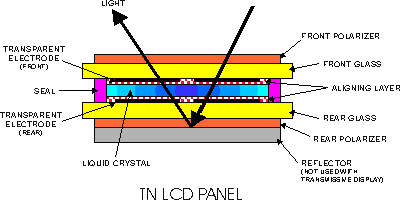 LIGHT
TRANSPARENT
ELECTRODE
(FRONT)
SEAL
TRANSPARENT
ELECTRODE
(REAR)
LIQUID CRYSTAL
FRONT POLARIZER
FRONT GLASS
ALIGNING LAYER
REAR GLASS
REAR POLARIZER
REFLECTOR
(NOT USED WITH
TRANSMISSIVE DISPLAY)
TN LCD PANEL